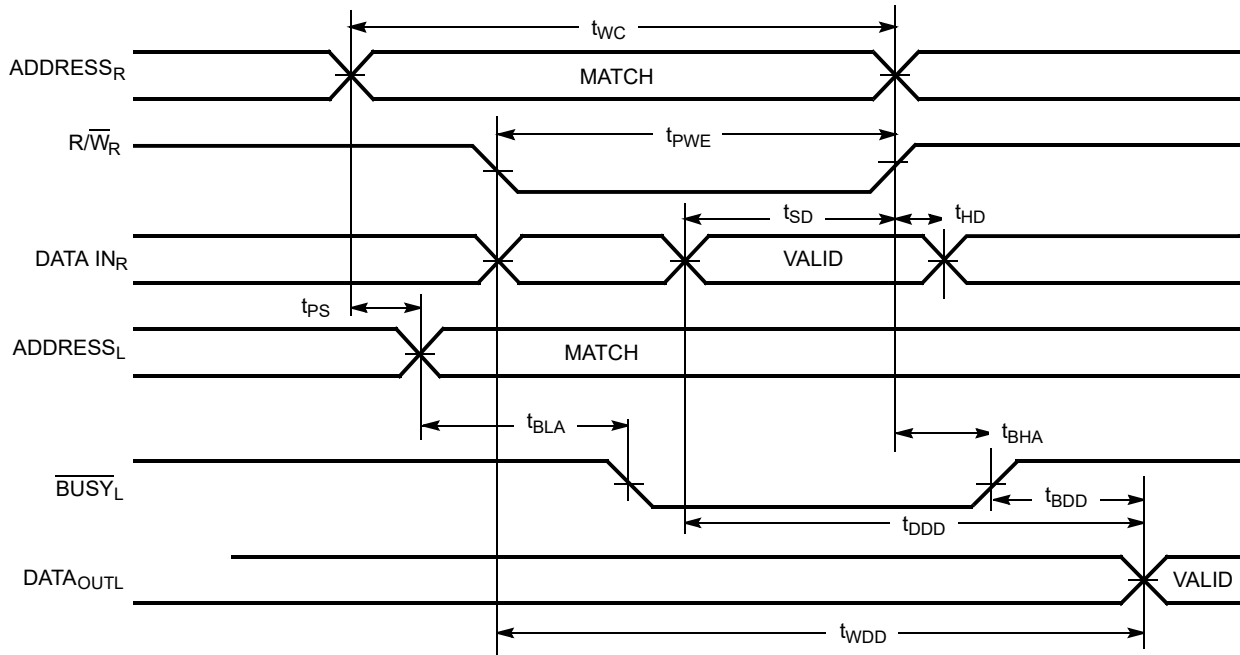 tWC
ADDRESSR
MATCH
R/W̅R
tPWE
tSD
tHD
DATA INR
VALID
tPS
ADDRESSL
MATCH
tBLA
tBHA
B̅U̅S̅Y̅L
tBDD
tDDD
DATAOUTL
VALID
tWDD